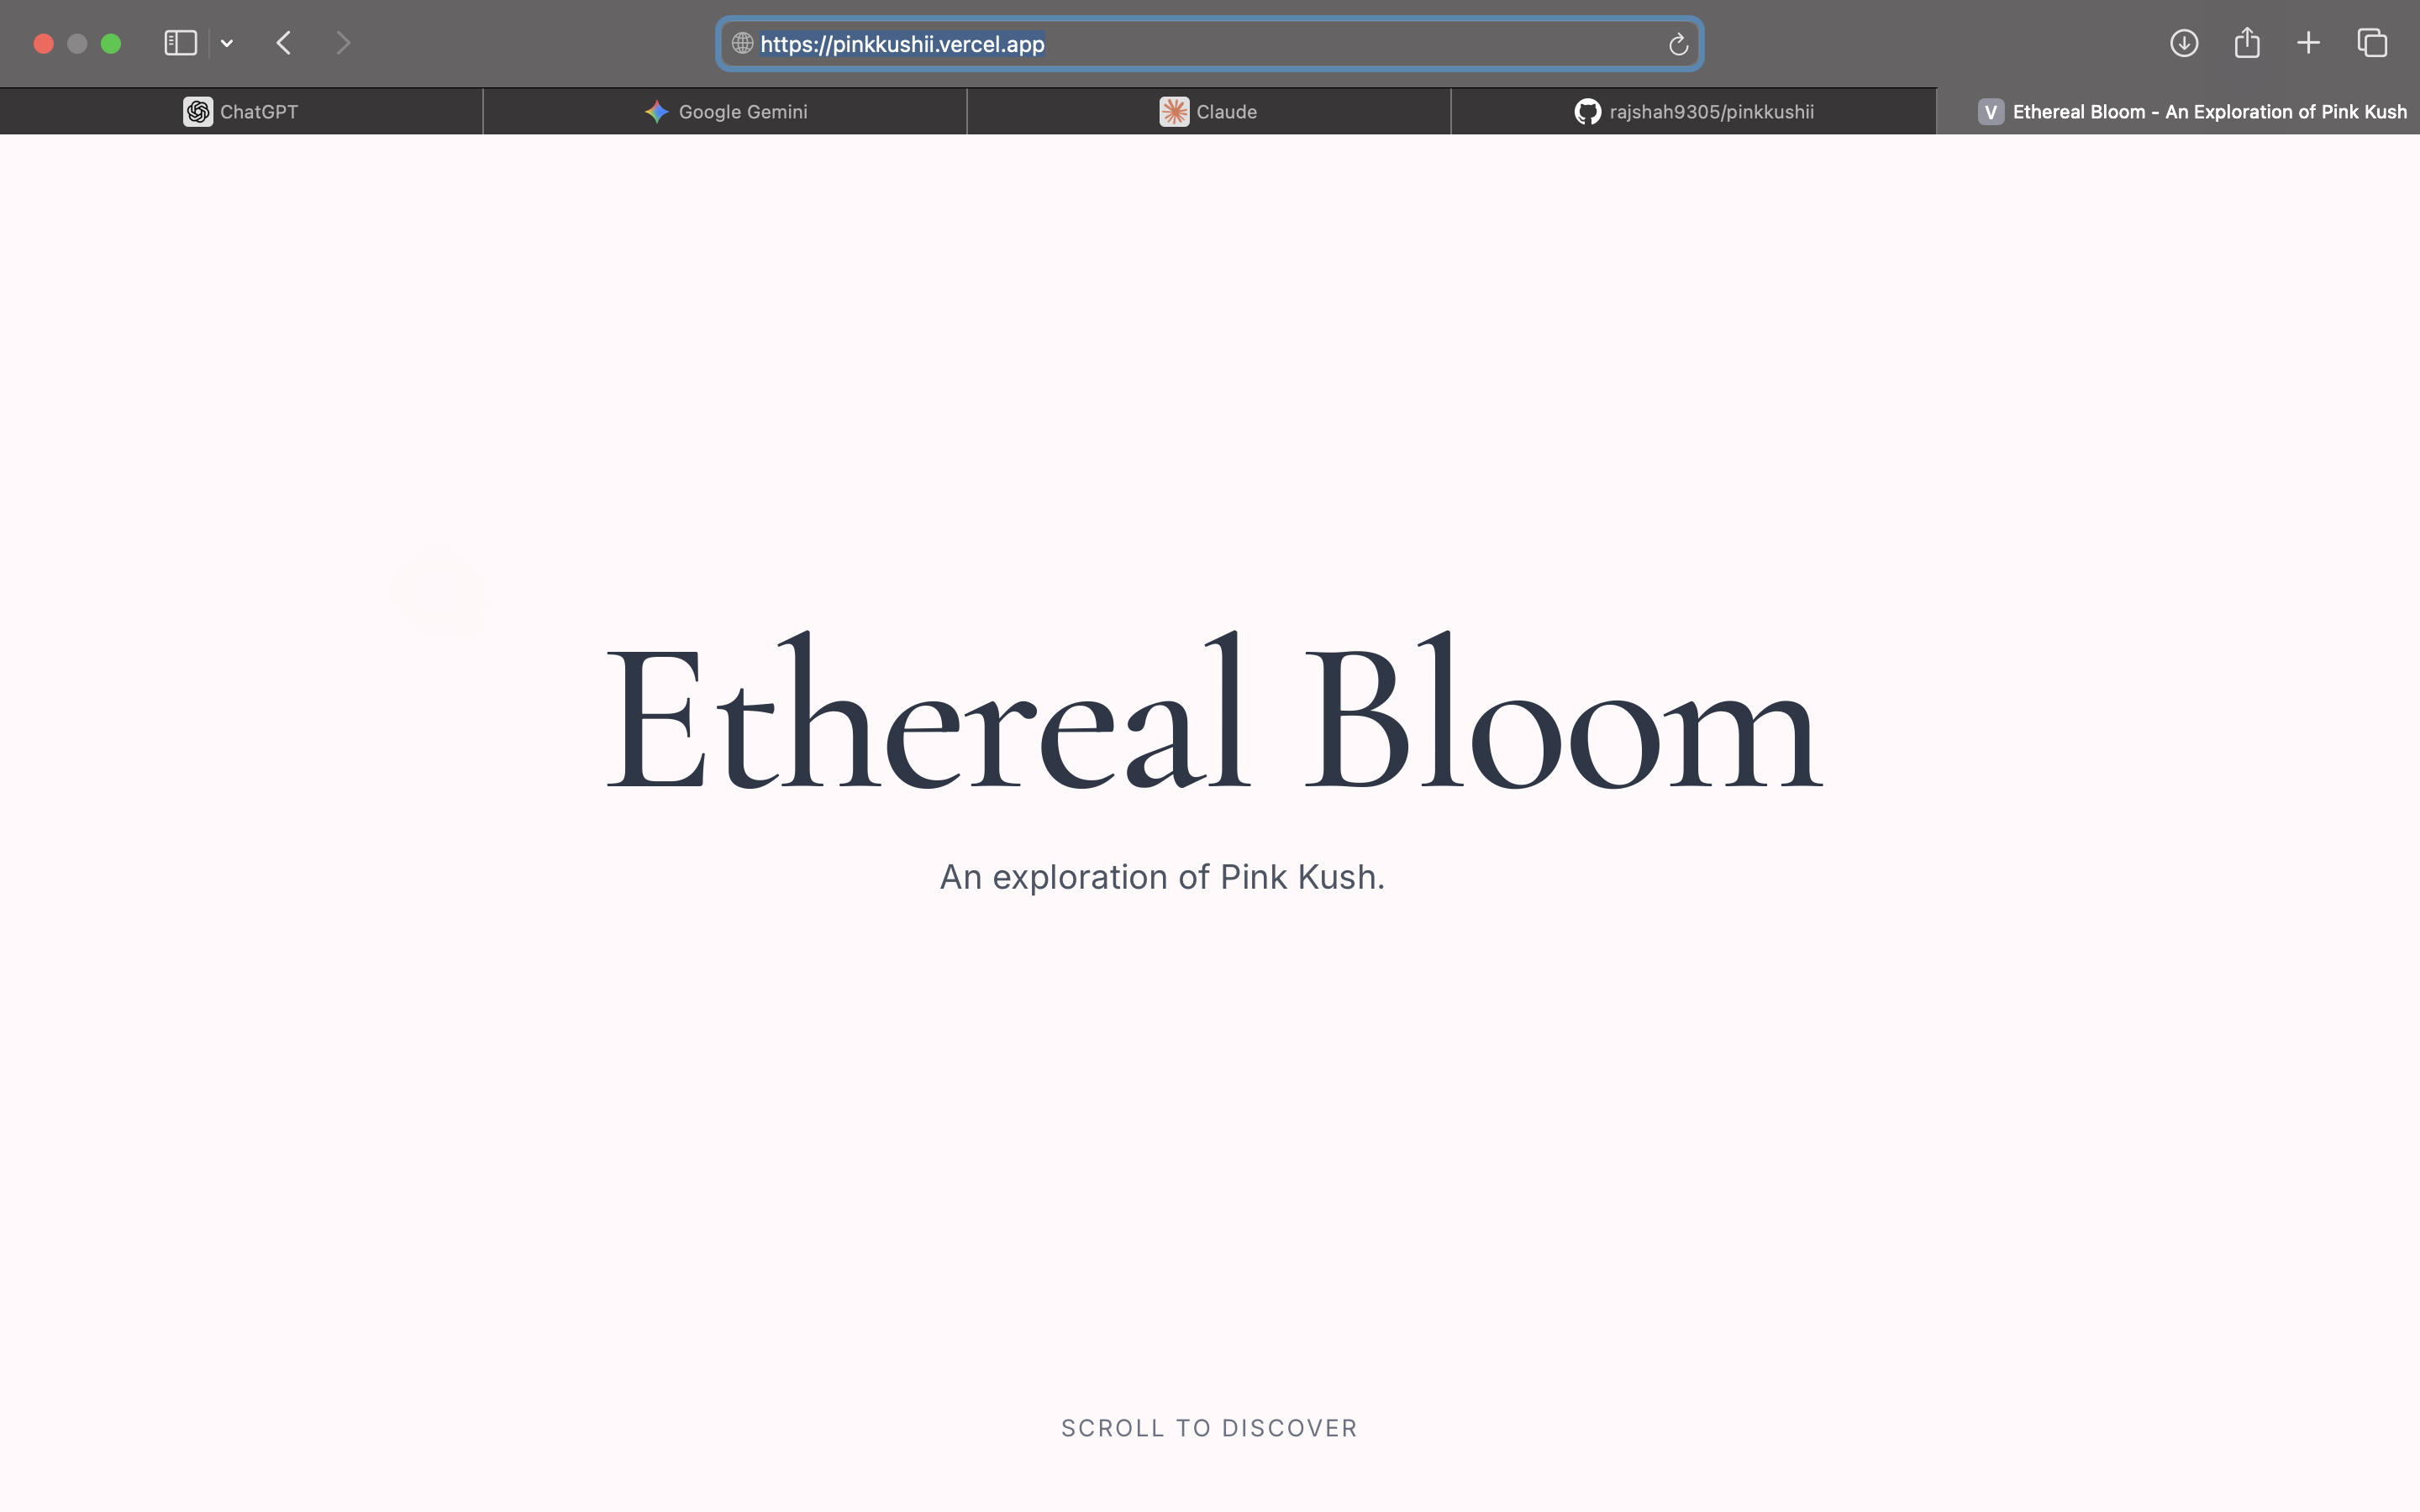 https://pinkkushii.vercel.app
ChatGPT
Google Gemini
Claude
rajshah9305/pinkkushii
V Ethereal Bloom - An Exploration of Pink Kush
Ethereal Bloom
An exploration of Pink Kush.
SCROLL TO DISCOVER